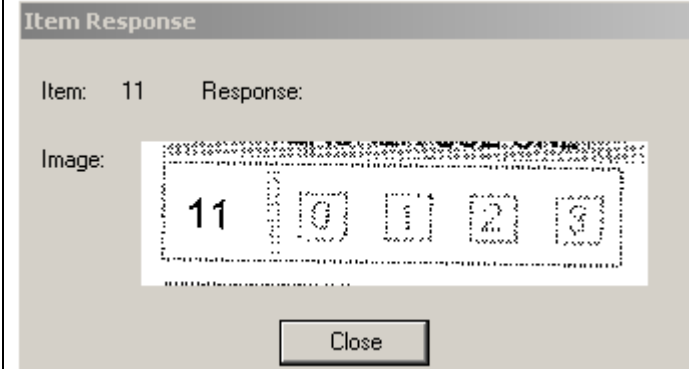 Item Response
Item: 11 Response:
Image:
11 0 1 2 3
Close